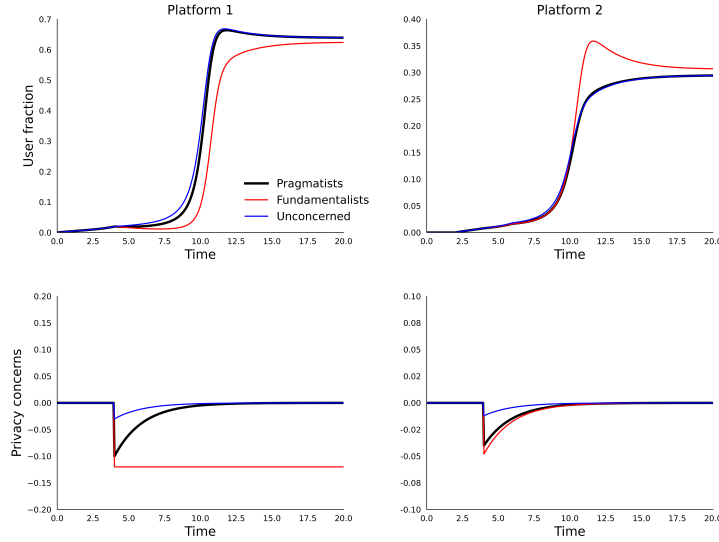 Platform 1
Platform 2
0.7
0.6
0.5
0.4
0.3
0.2
0.1
0.0
User fraction
Pragmatists
Fundamentalists
Unconcerned
0.0 2.5 5.0 7.5 10.0 12.5 15.0 17.5 20.0
Time
0.40
0.35
0.30
0.25
0.20
0.15
0.10
0.05
0.00
0.0 2.5 5.0 7.5 10.0 12.5 15.0 17.5 20.0
Time
0.20
0.15
0.10
0.05
0.00
−0.05
−0.10
−0.15
−0.20
Privacy concerns
0.0 2.5 5.0 7.5 10.0 12.5 15.0 17.5 20.0
Time
0.10
0.08
0.05
0.02
0.00
−0.02
−0.05
−0.08
−0.10
0.0 2.5 5.0 7.5 10.0 12.5 15.0 17.5 20.0
Time